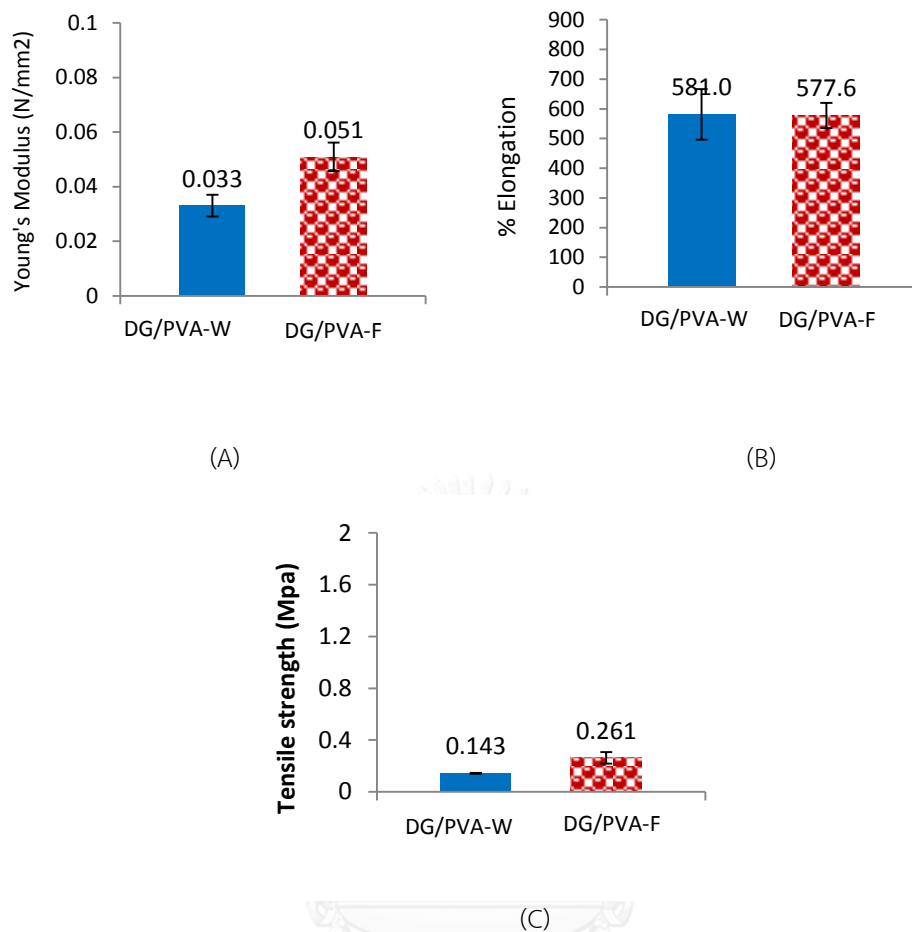 Young's Modulus (N/mm2)
0.1
0.08
0.06
0.04
0.02
0
0.033
0.051
DG/PVA-W
DG/PVA-F
(A)
% Elongation
900
800
700
600
500
400
300
200
100
0
581.0
577.6
DG/PVA-W
DG/PVA-F
(B)
Tensile strength (Mpa)
2
1.6
1.2
0.8
0.4
0
0.143
0.261
DG/PVA-W
DG/PVA-F
(C)